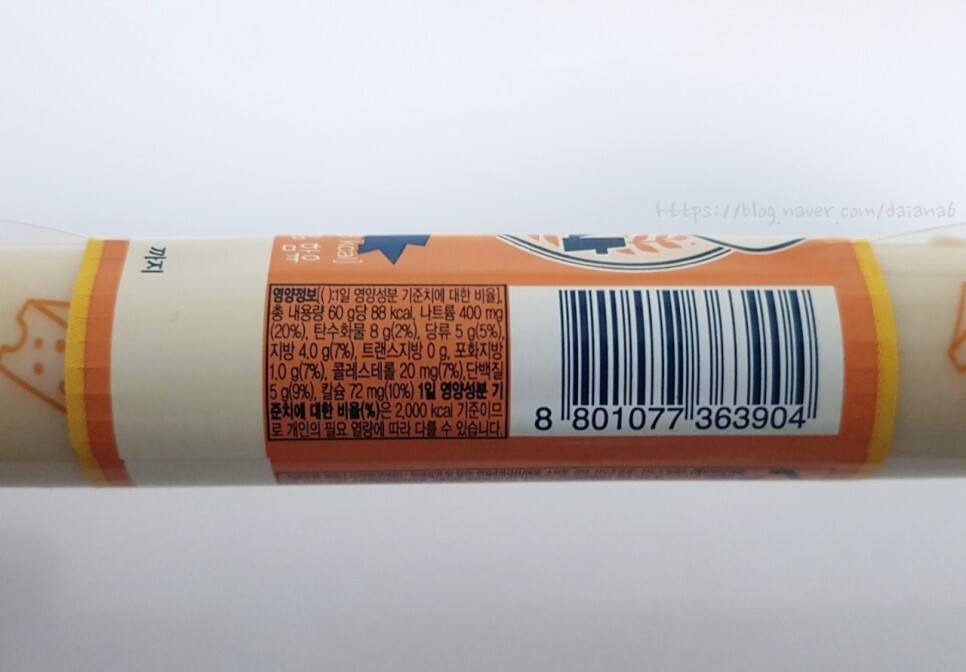 https://blog.naver.com/daiana6
까지
kcal]
영양정보[( ):1일 영양성분 기준치에 대한 비율],
총 내용량 60 g당 88 kcal, 나트륨 400 mg
(20%), 탄수화물 8 g(2%), 당류 5 g(5%),
지방 4.0 g(7%), 트랜스지방 0 g, 포화지방
1.0 g(7%), 콜레스테롤 20 mg(7%),단백질
5 g(9%), 칼슘 72 mg(10%) 1일 영양성분 기
준치에 대한 비율(%)은 2,000 kcal 기준이므
로 개인의 필요 열량에 따라 다를 수 있습니다.
8 801077 363904